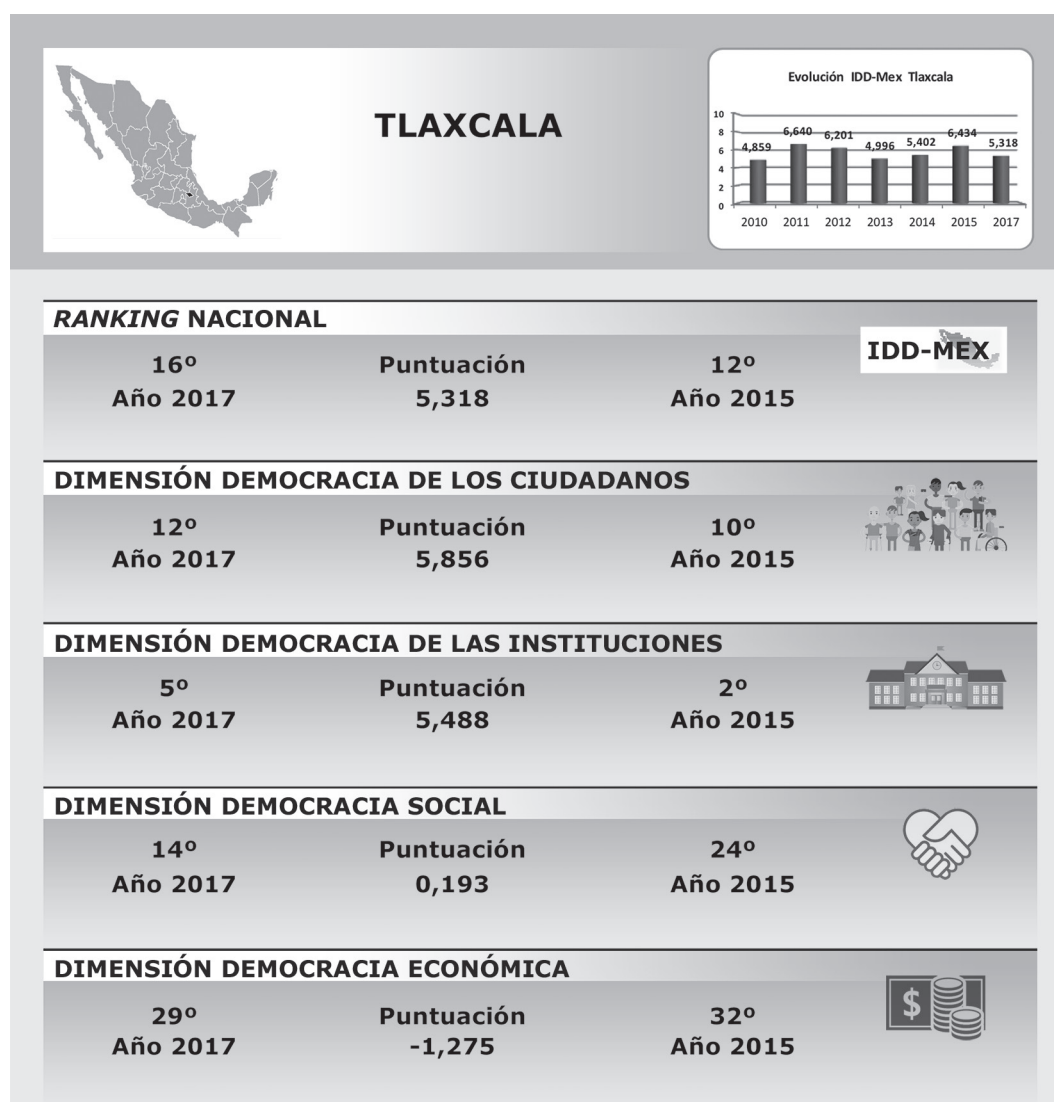 TLAXCALA
Evolución IDD-Mex Tlaxcala
10
8
6
4
2
0
4,859 6,640 6,201 4,996 5,402 6,434 5,318
2010 2011 2012 2013 2014 2015 2017
RANKING NACIONAL
IDD-MEX
16º Puntuación 12º
Año 2017 5,318 Año 2015
DIMENSIÓN DEMOCRACIA DE LOS CIUDADANOS
12º Puntuación 10º
Año 2017 5,856 Año 2015
DIMENSIÓN DEMOCRACIA DE LAS INSTITUCIONES
5º Puntuación 2º
Año 2017 5,488 Año 2015
DIMENSIÓN DEMOCRACIA SOCIAL
14º Puntuación 24º
Año 2017 0,193 Año 2015
DIMENSIÓN DEMOCRACIA ECONÓMICA
29º Puntuación 32º
Año 2017 -1,275 Año 2015
$